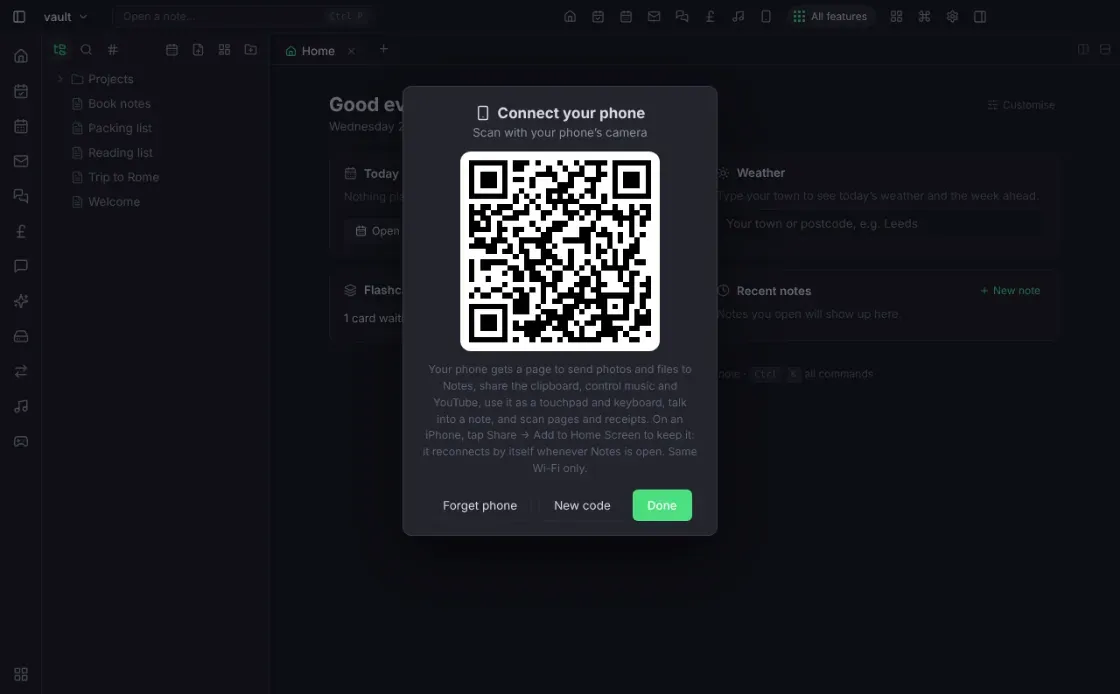 vault
Open a note...
Ctrl P
All features
Home
Projects
Book notes
Packing list
Reading list
Trip to Rome
Welcome
Good ev
Wednesday 2
Customise
Today
Nothing pl
Open
Flashc
1 card wait
Weather
Type your town to see today's weather and the week ahead.
Your town or postcode, e.g. Leeds
Recent notes
+ New note
Notes you open will show up here.
note · Ctrl K all commands
Connect your phone
Scan with your phone's camera
Your phone gets a page to send photos and files to
Notes, share the clipboard, control music and
YouTube, use it as a touchpad and keyboard, talk
into a note, and scan pages and receipts. On an
iPhone, tap Share → Add to Home Screen to keep it:
it reconnects by itself whenever Notes is open. Same
Wi-Fi only.
Forget phone
New code
Done